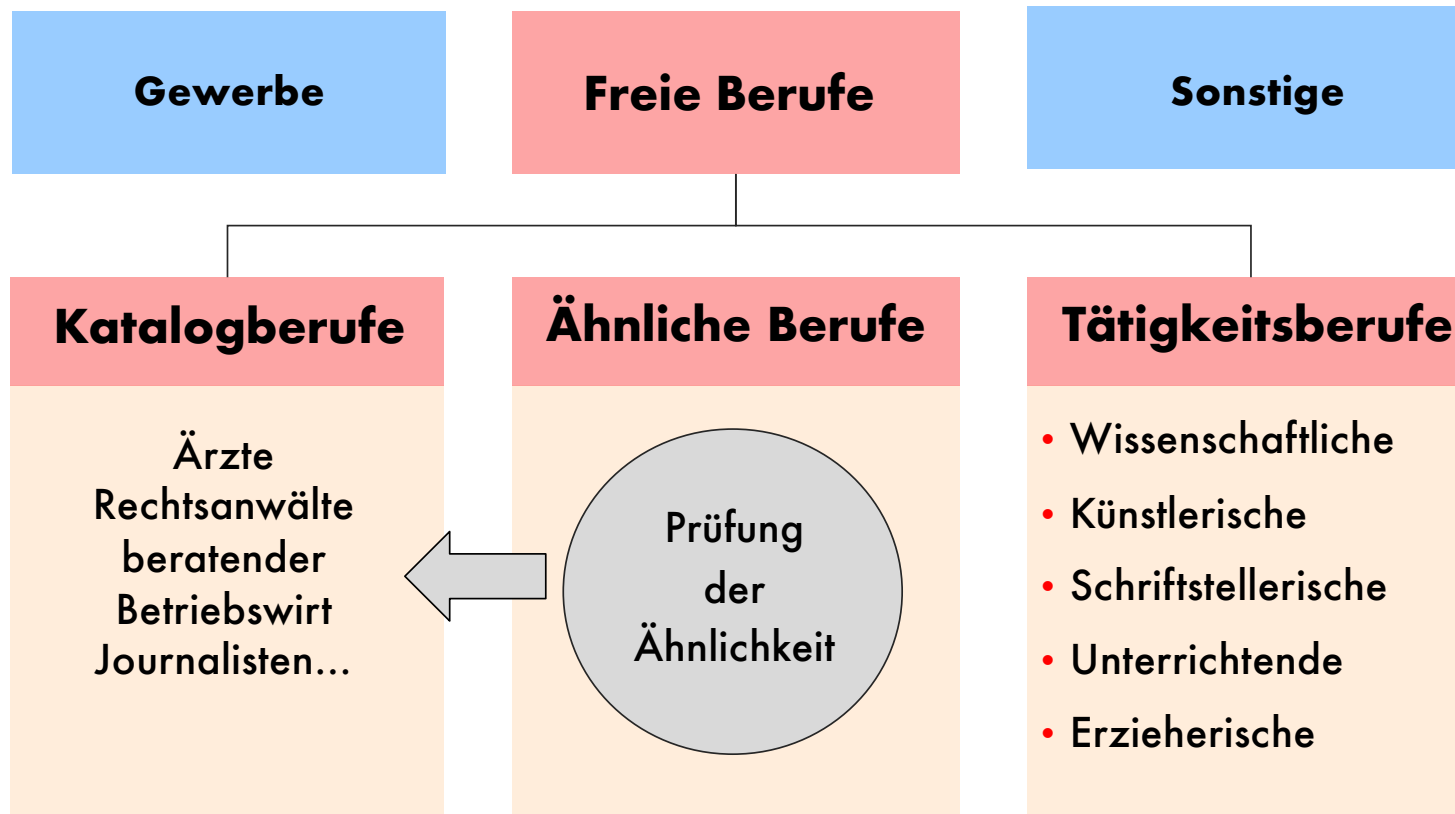 Gewerbe
Freie Berufe
Sonstige
Katalogberufe
Ähnliche Berufe
Tätigkeitsberufe
Ärzte
Rechtsanwälte
beratender
Betriebswirt
Journalisten...
Prüfung
der
Ähnlichkeit
• Wissenschaftliche
• Künstlerische
• Schriftstellerische
• Unterrichtende
• Erzieherische